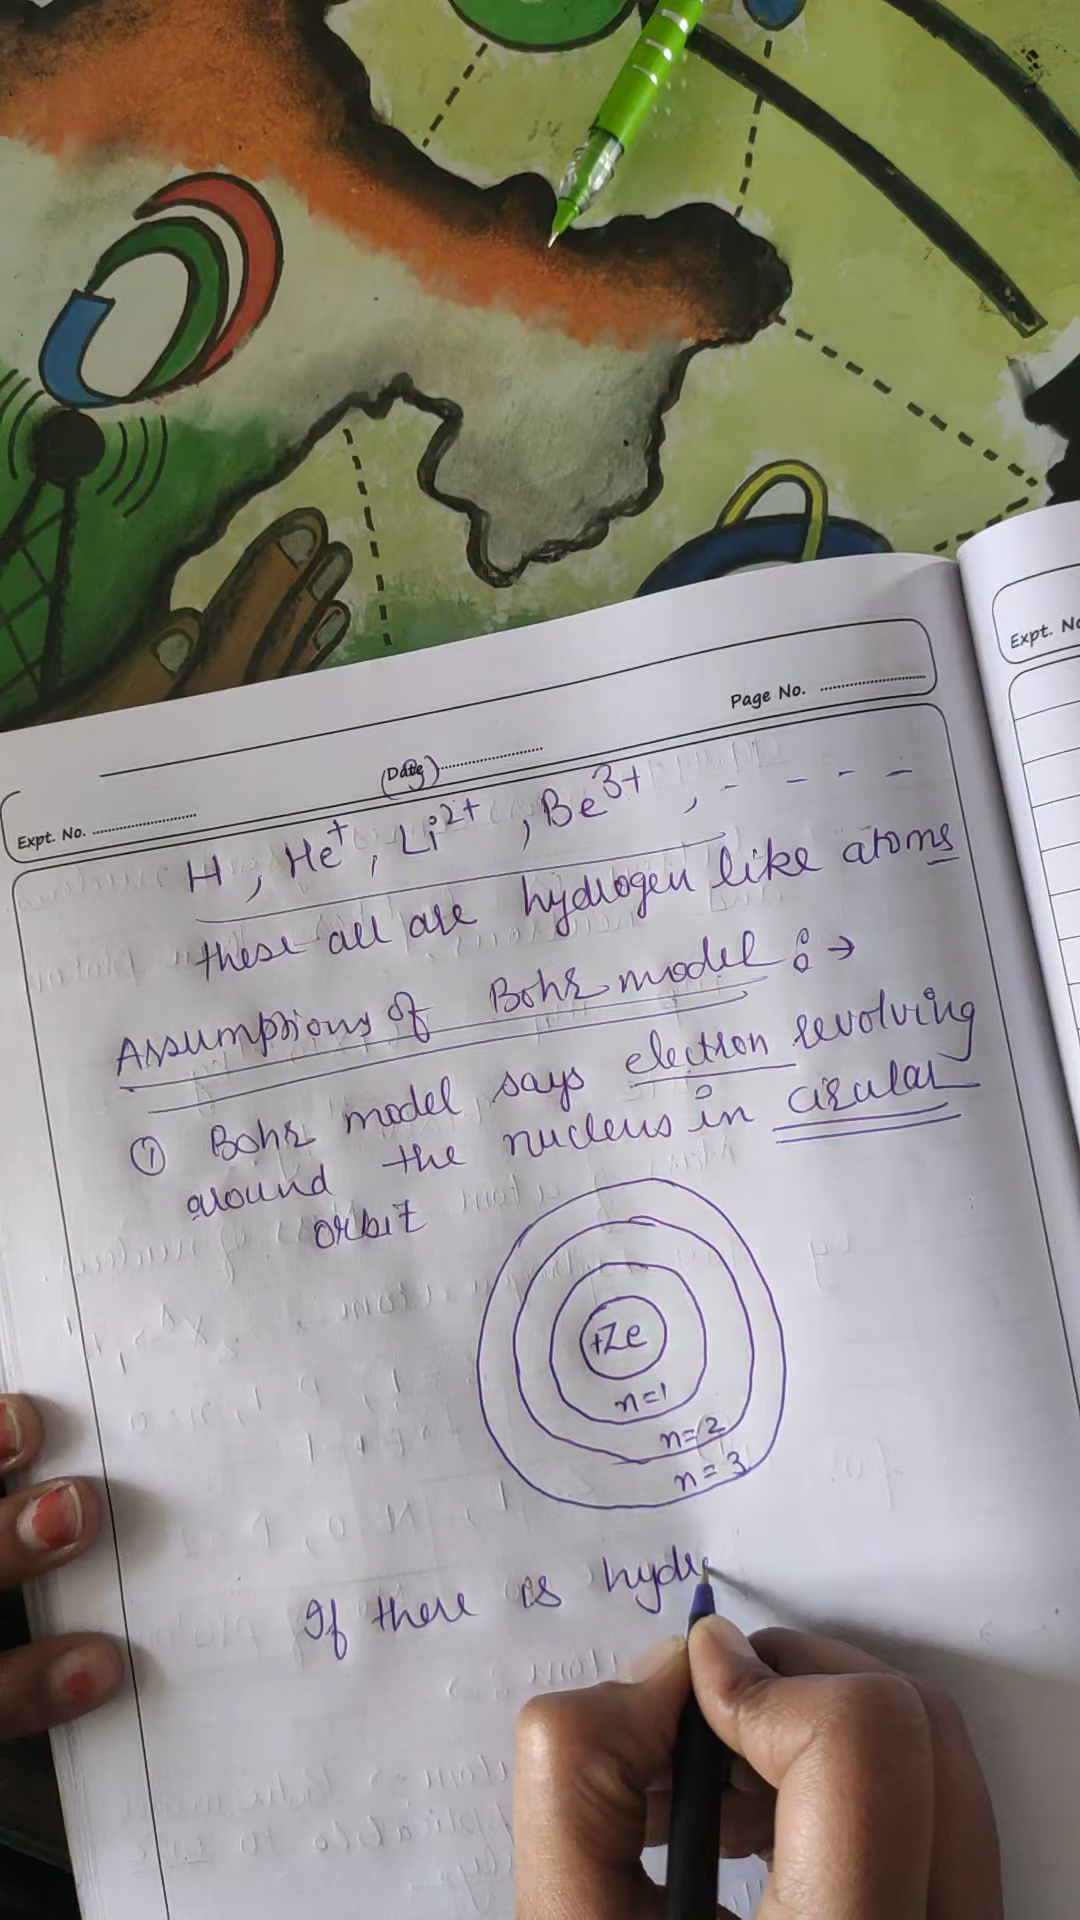 Expt. No
Page No.
(Date)
Expt. No.
H, He⁺, Li²⁺, Be³⁺, - - - -
these all are hydrogen like atoms
Assumptions of Bohr model :→
① Bohr model says electron revolving
around the nucleus in cirular
orbit
+Ze
n=1
n=2
n=3
If there is hydr